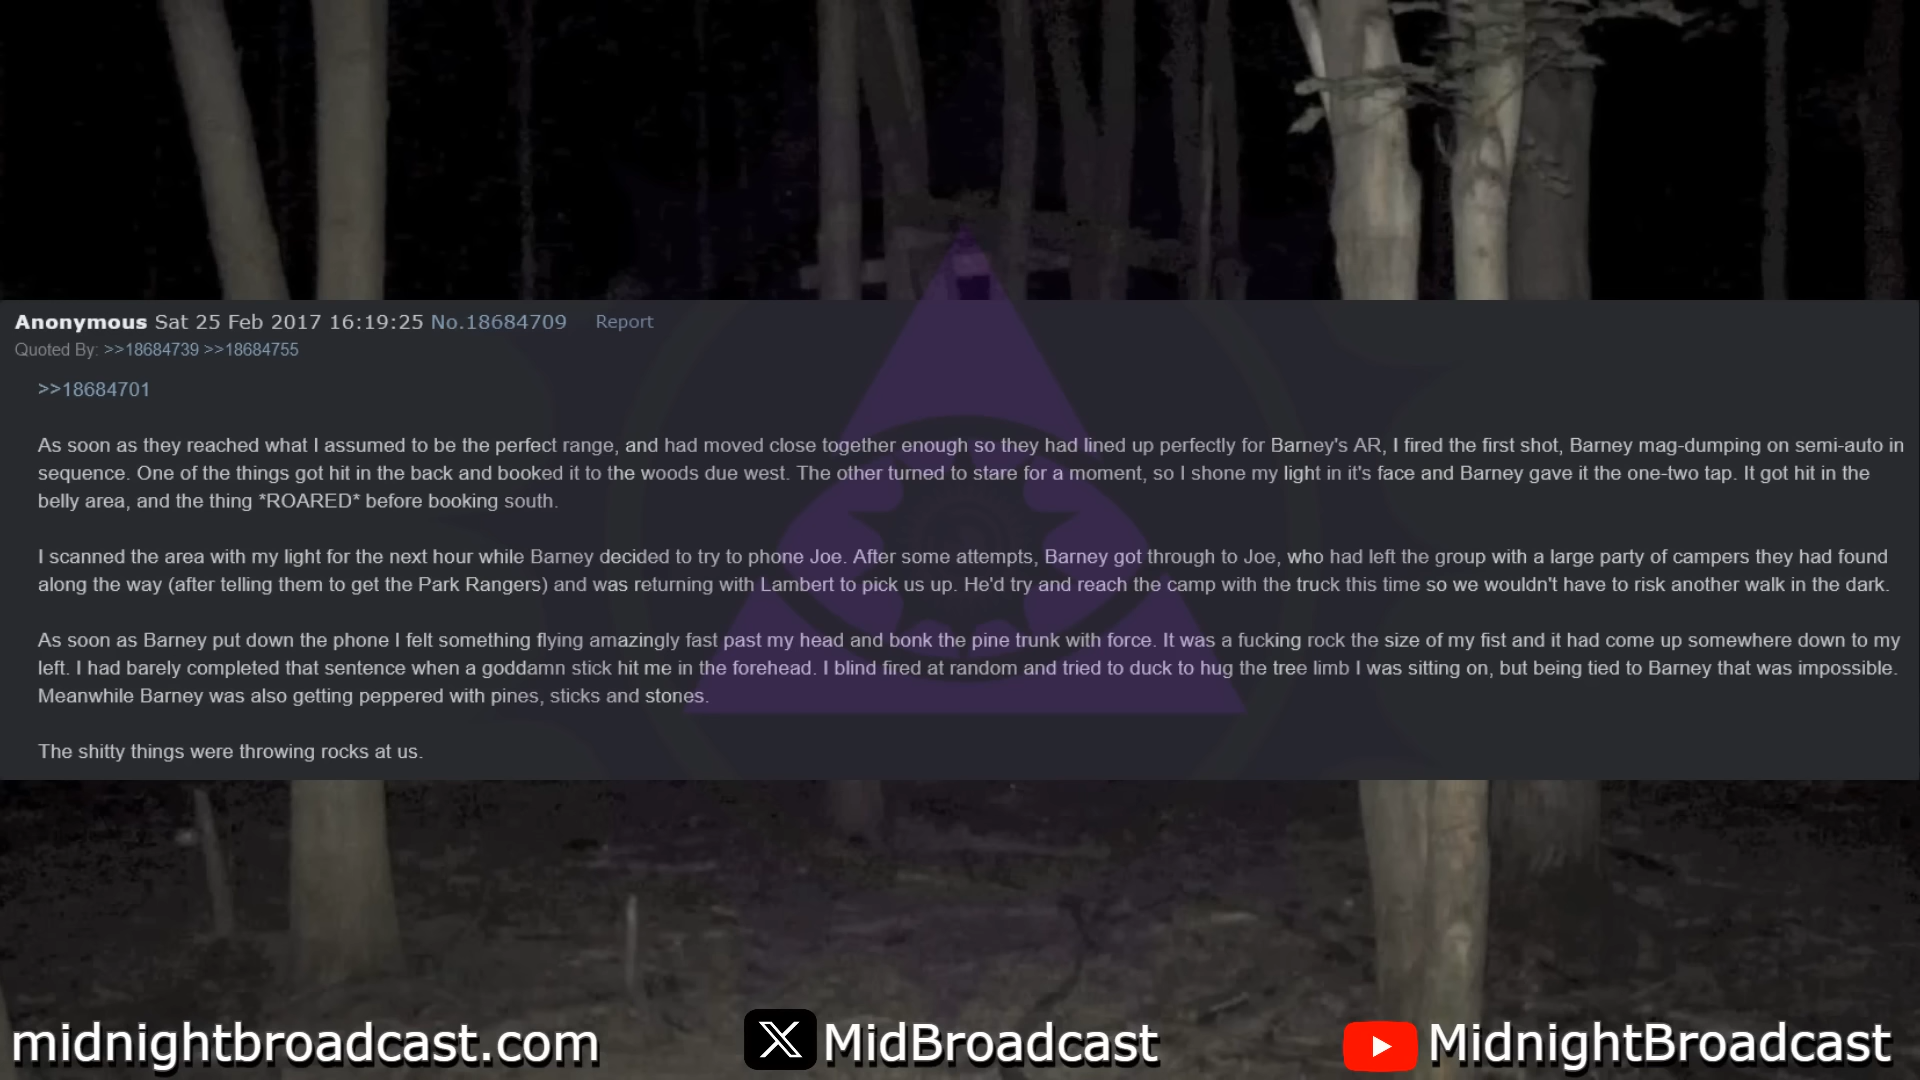 Anonymous Sat 25 Feb 2017 16:19:25 No.18684709 Report
Quoted By: >>18684739 >>18684755
>>18684701
As soon as they reached what I assumed to be the perfect range, and had moved close together enough so they had lined up perfectly for Barney's AR, I fired the first shot, Barney mag-dumping on semi-auto in
sequence. One of the things got hit in the back and booked it to the woods due west. The other turned to stare for a moment, so I shone my light in it's face and Barney gave it the one-two tap. It got hit in the
belly area, and the thing *ROARED* before booking south.
I scanned the area with my light for the next hour while Barney decided to try to phone Joe. After some attempts, Barney got through to Joe, who had left the group with a large party of campers they had found
along the way (after telling them to get the Park Rangers) and was returning with Lambert to pick us up. He'd try and reach the camp with the truck this time so we wouldn't have to risk another walk in the dark.
As soon as Barney put down the phone I felt something flying amazingly fast past my head and bonk the pine trunk with force. It was a fucking rock the size of my fist and it had come up somewhere down to my
left. I had barely completed that sentence when a goddamn stick hit me in the forehead. I blind fired at random and tried to duck to hug the tree limb I was sitting on, but being tied to Barney that was impossible.
Meanwhile Barney was also getting peppered with pines, sticks and stones.
The shitty things were throwing rocks at us.
midnightbroadcast.com MidBroadcast MidnightBroadcast